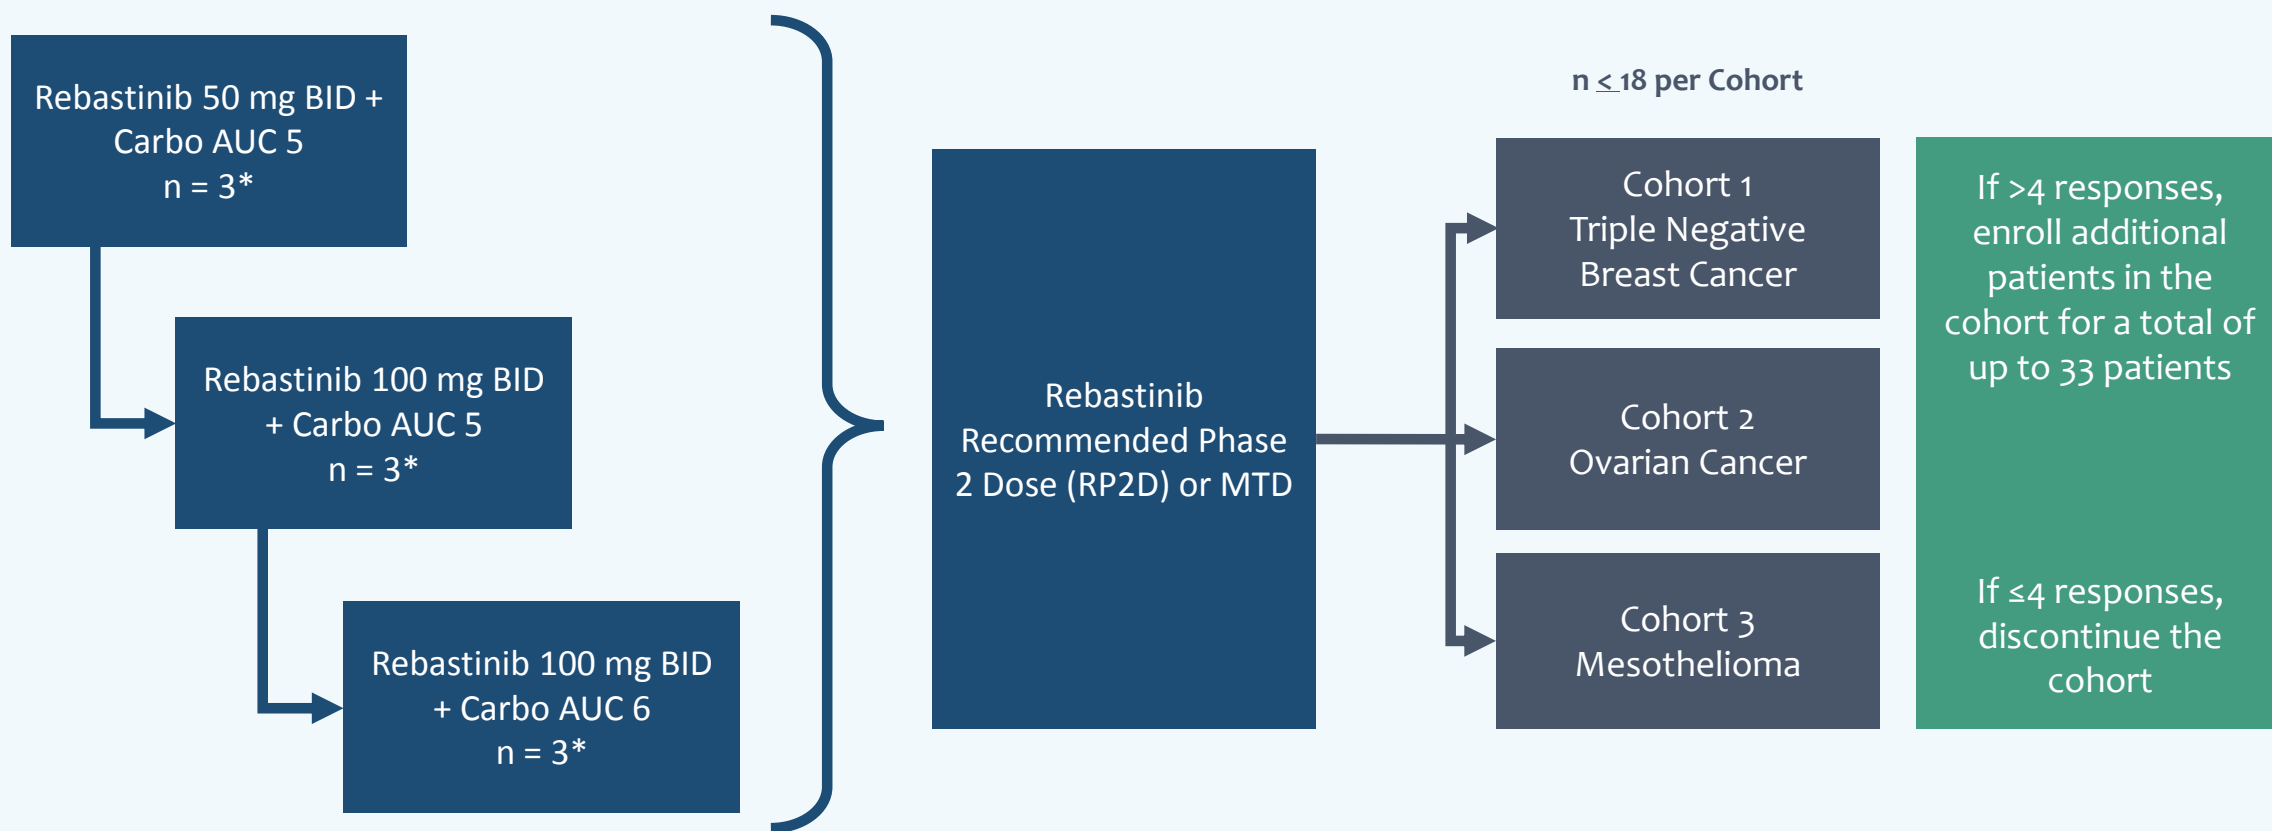 Rebastinib 50 mg BID +
Carbo AUC 5
n = 3*
Rebastinib 100 mg BID
+ Carbo AUC 5
n = 3*
Rebastinib 100 mg BID
+ Carbo AUC 6
n = 3*
Rebastinib
Recommended Phase
2 Dose (RP2D) or MTD
n < 18 per Cohort
Cohort 1
Triple Negative
Breast Cancer
Cohort 2
Ovarian Cancer
Cohort 3
Mesothelioma
If >4 responses,
enroll additional
patients in the
cohort for a total of
up to 33 patients
If ≤4 responses,
discontinue the
cohort